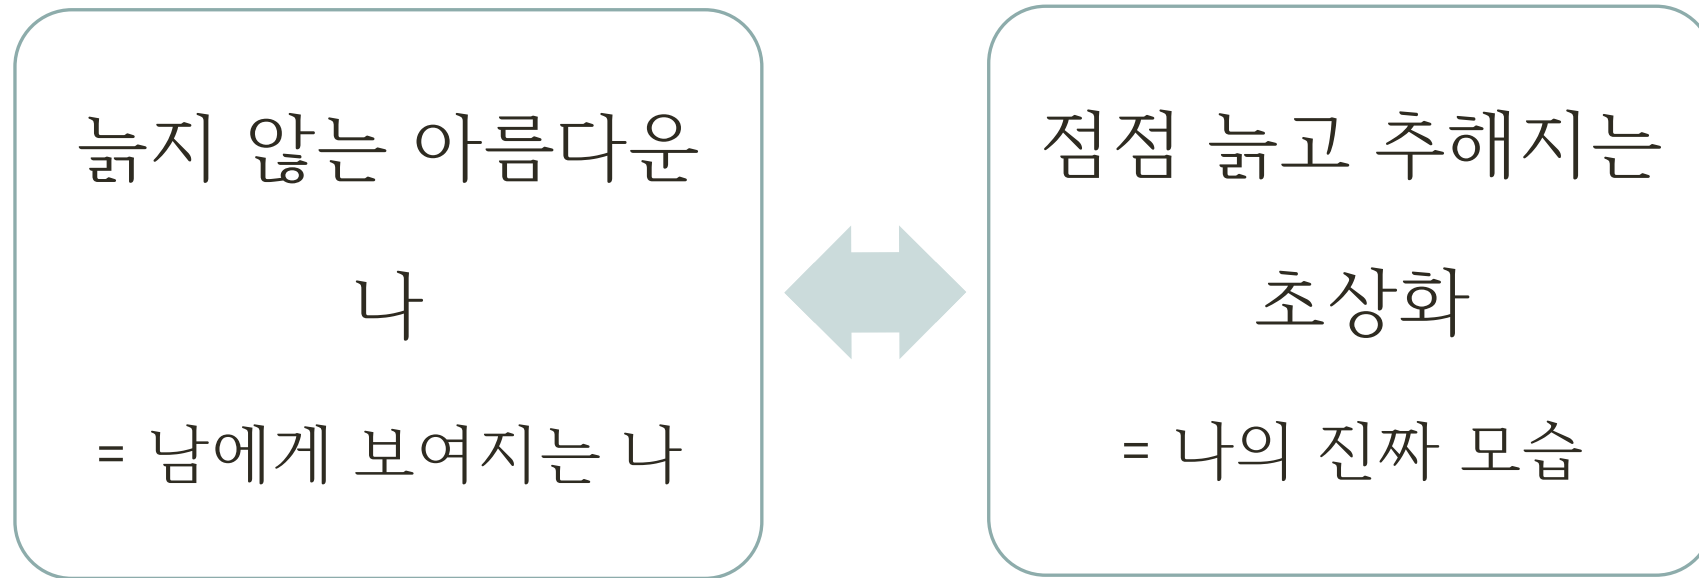 늙지 않는 아름다운
나
= 남에게 보여지는 나
점점 늙고 추해지는
초상화
= 나의 진짜 모습